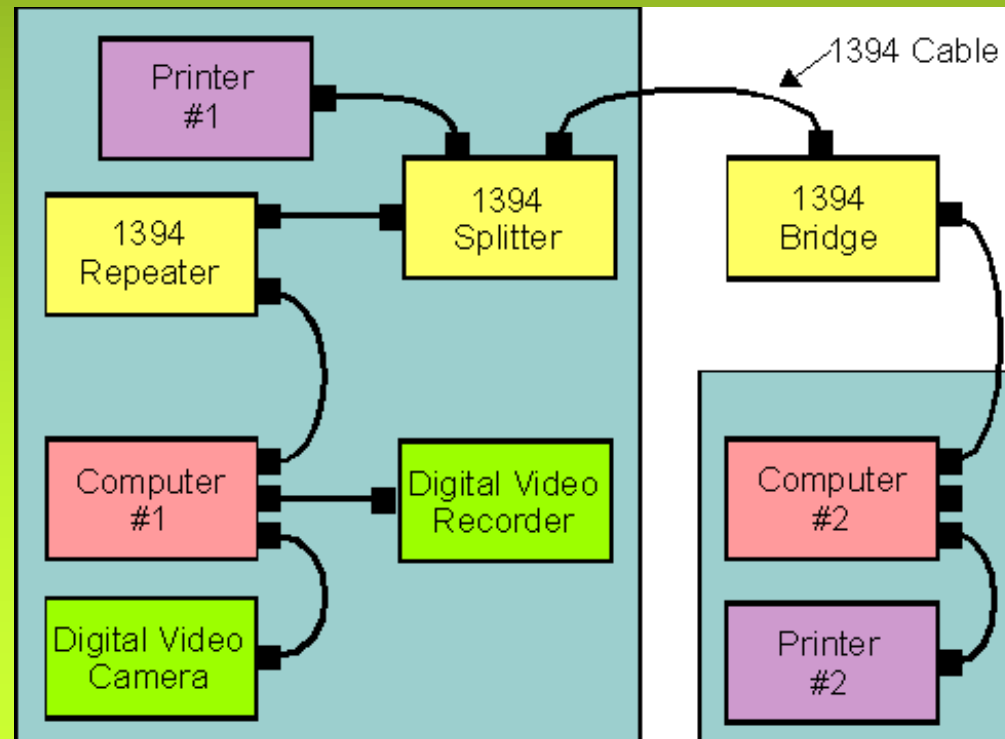 Printer
#1
1394 Cable
1394
Splitter
1394
Bridge
1394
Repeater
Computer
#1
Digital Video
Recorder
Computer
#2
Digital Video
Camera
Printer
#2